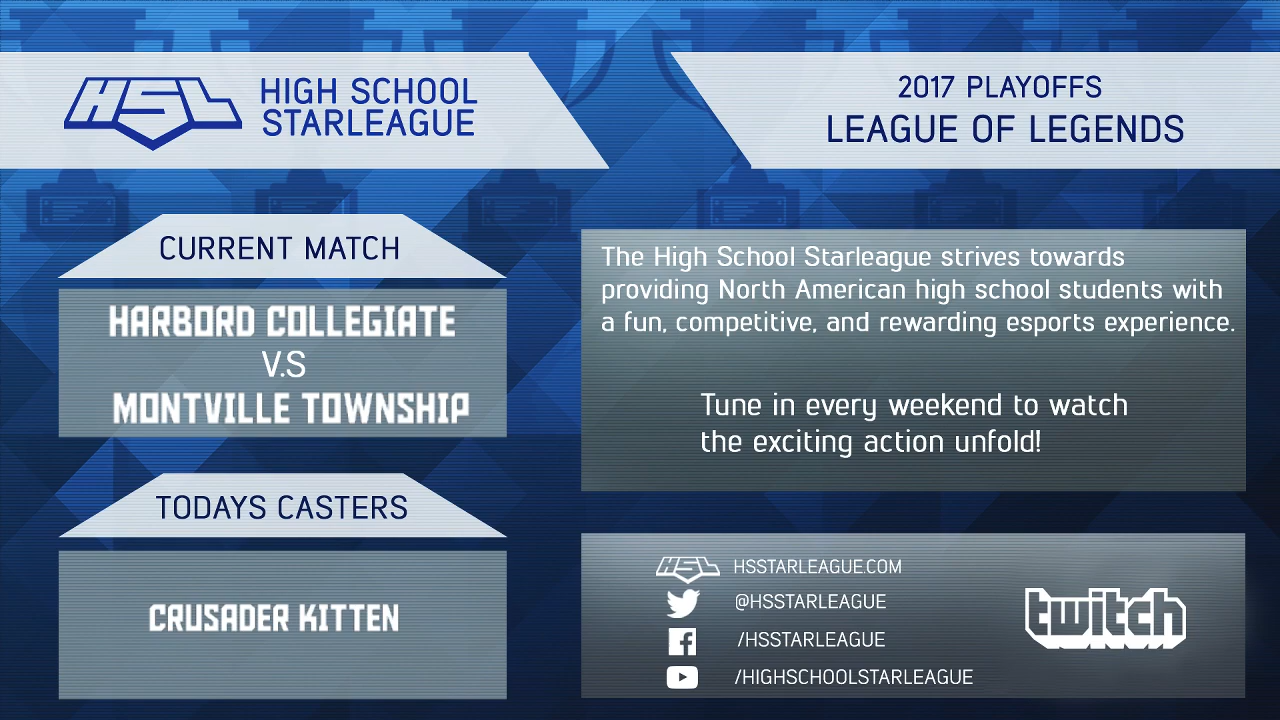 HSL
HIGH SCHOOL
STARLEAGUE
2017 PLAYOFFS
LEAGUE OF LEGENDS
CURRENT MATCH
HARBORD COLLEGIATE
V.S
MONTVILLE TOWNSHIP
TODAYS CASTERS
CRUSADER KITTEN
The High School Starleague strives towards
providing North American high school students with
a fun, competitive, and rewarding esports experience.
Tune in every weekend to watch
the exciting action unfold!
HSL HSSTARLEAGUE.COM
@HSSTARLEAGUE
/HSSTARLEAGUE
/HIGHSCHOOLSTARLEAGUE
twitch